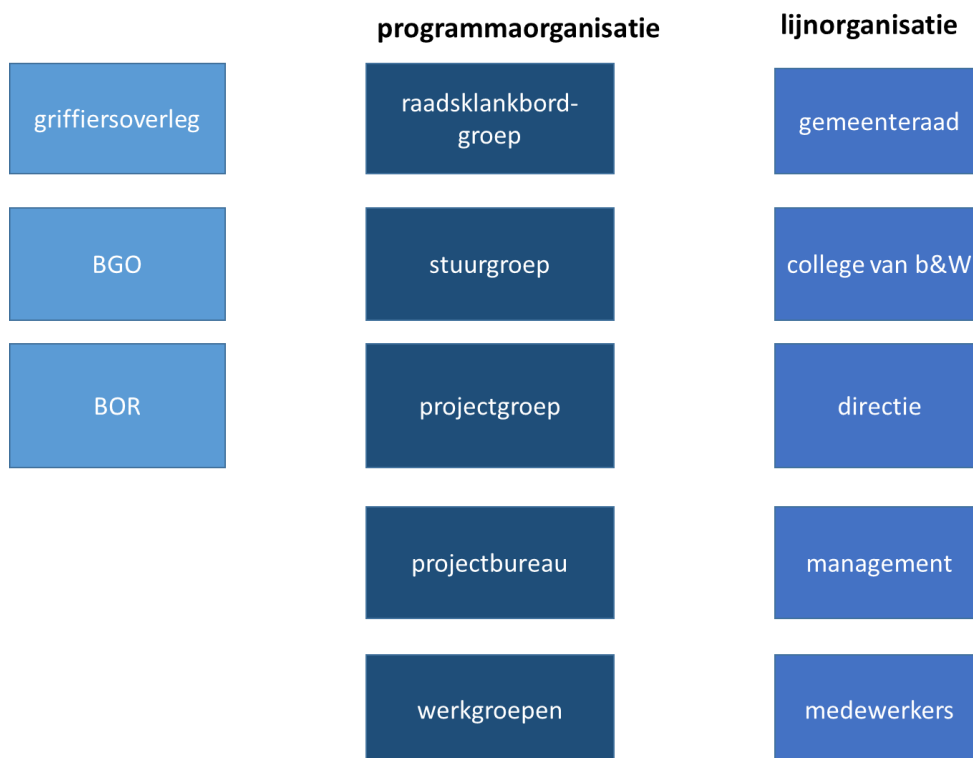 programmaorganisatie
lijnorganisatie
griffiersoverleg
raadsklankbord-
groep
gemeenteraad
BGO
stuurgroep
college van b&W
BOR
projectgroep
directie
projectbureau
management
werkgroepen
medewerkers